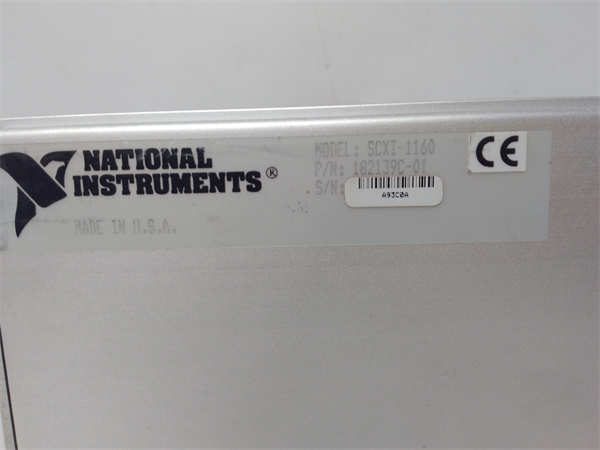 NATIONAL
INSTRUMENTS®
MADE IN U.S.A.
MODEL: SCXI-1160
P/N: 182139C-01
S/N:
A93C0A
CE